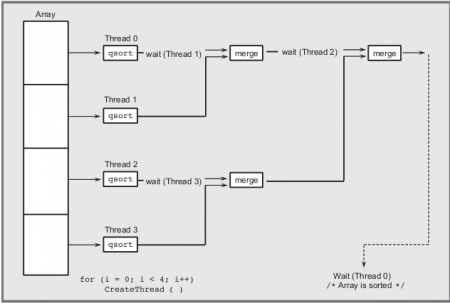 Array
Thread 0
qsort
wait (Thread 1)
merge
wait (Thread 2)
merge
Thread 1
qsort
Thread 2
qsort
wait (Thread 3)
merge
Thread 3
qsort
for (i = 0; i < 4; i++)
CreateThread ( )
Wait (Thread 0)
/* Array is sorted */